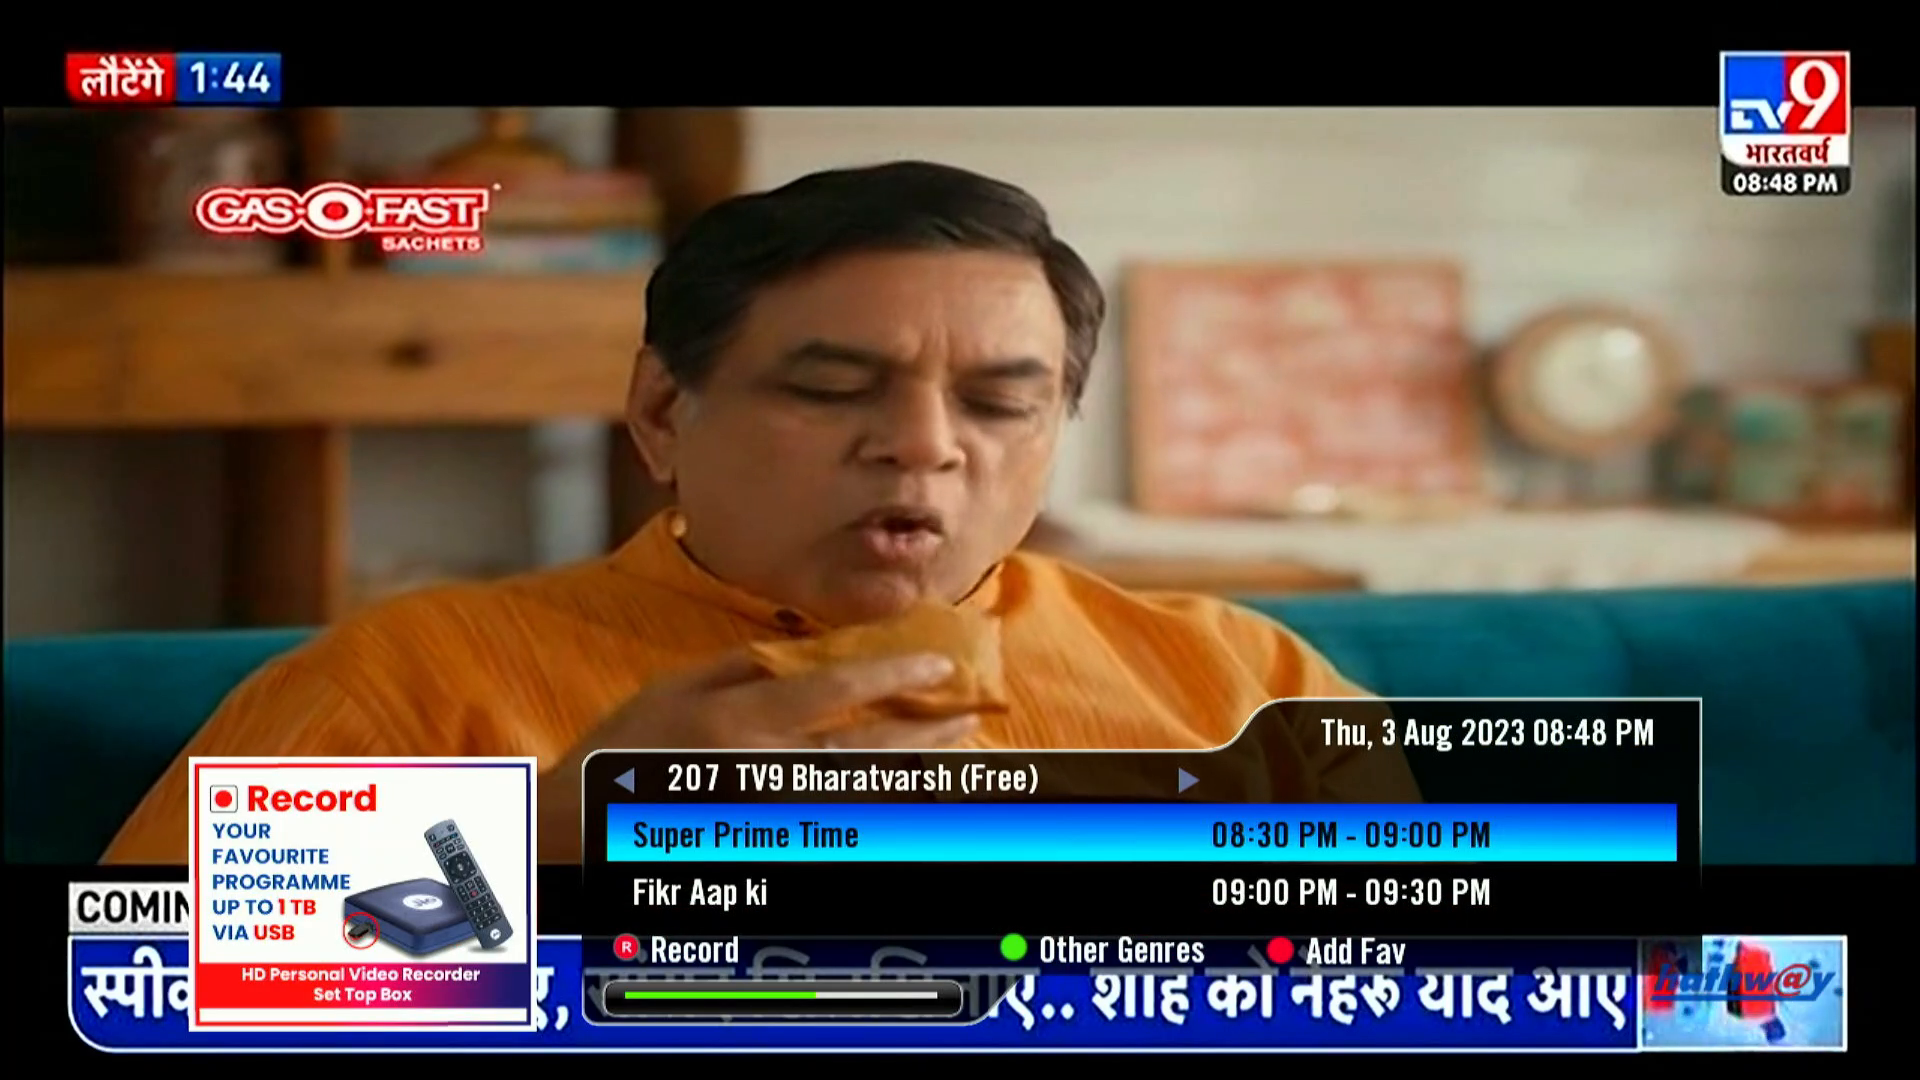 लौटेंगे 1:44
TV9
भारतवर्ष
08:48 PM
GAS-O-FAST
SACHETS
Thu, 3 Aug 2023 08:48 PM
207 TV9 Bharatvarsh (Free)
Super Prime Time 08:30 PM - 09:00 PM
Fikr Aap ki 09:00 PM - 09:30 PM
R Record Other Genres Add Fav
Record
YOUR
FAVOURITE
PROGRAMME
UP TO 1 TB
VIA USB
Jio
HD Personal Video Recorder
Set Top Box
शाह को नेहरू याद आए
hathw@y